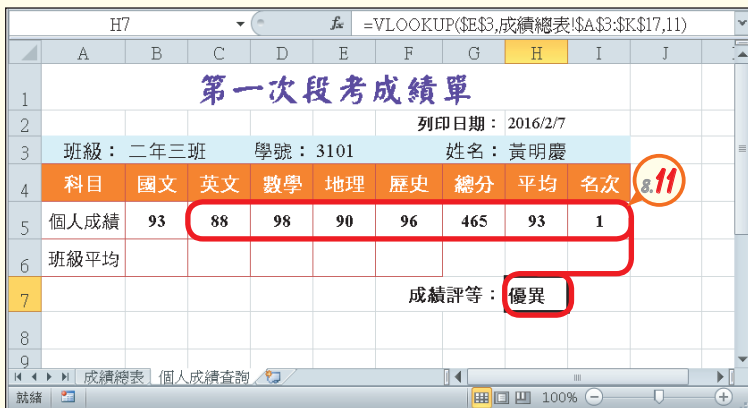 H7 fx =VLOOKUP($E$3,成績總表!$A$3:$K$17,11)
A B C D E F G H I J
1 第一次段考成績單
2 列印日期： 2016/2/7
3 班級： 二年三班 學號： 3101 姓名： 黃明慶
4 科目 國文 英文 數學 地理 歷史 總分 平均 名次 8.11
5 個人成績 93 88 98 90 96 465 93 1
6 班級平均
7 成績評等： 優異
8
9
成績總表 個人成績查詢
就緒 100%